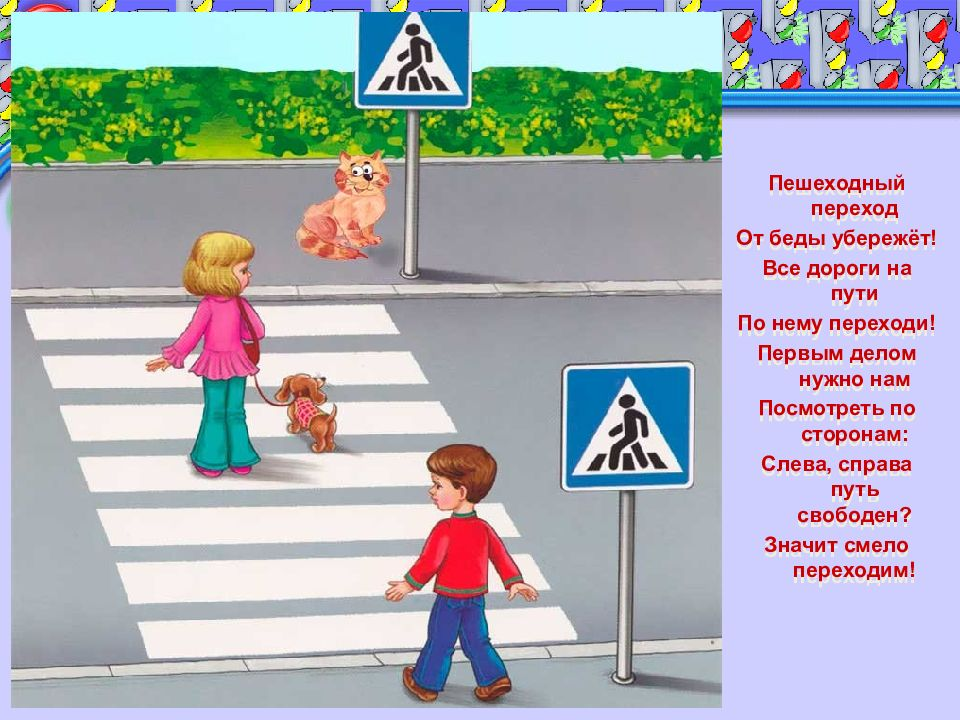 Пешеходный
переход
От беды убережёт!
Все дороги на
пути
По нему переходи!
Первым делом
нужно нам
Посмотреть по
сторонам:
Слева, справа
путь
свободен?
Значит смело
переходим!